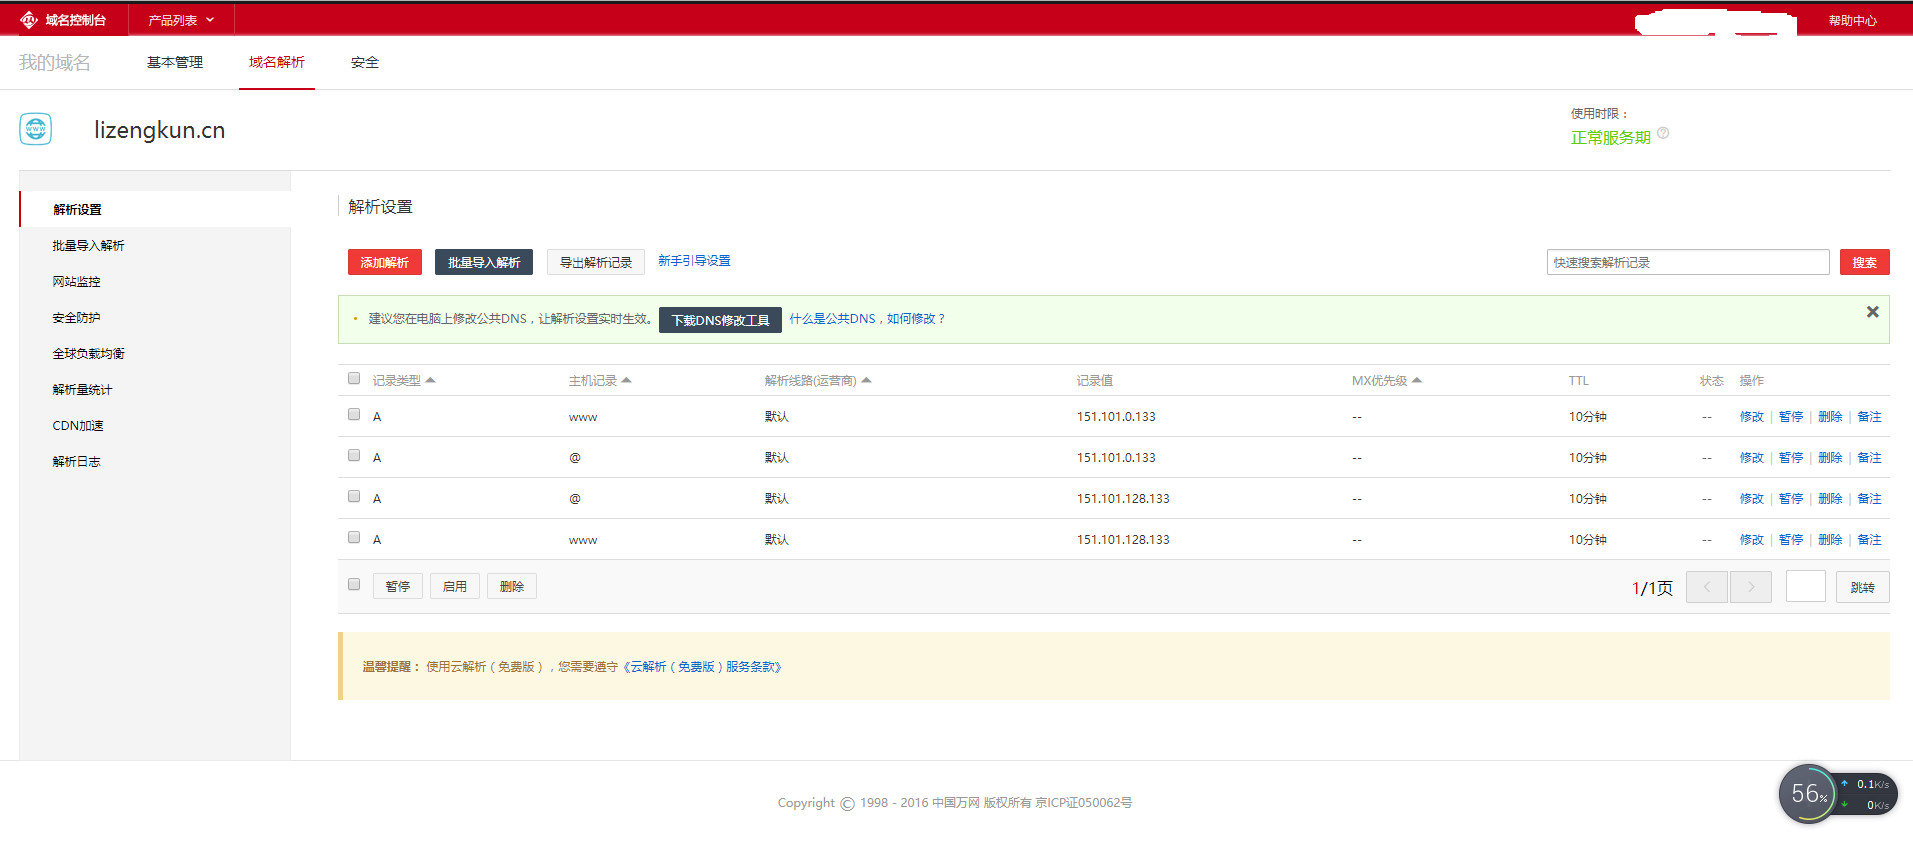 域名控制台 产品列表 帮助中心
我的域名 基本管理 域名解析 安全
lizengkun.cn
使用时限：
正常服务期
解析设置
批量导入解析
网站监控
安全防护
全球负载均衡
解析量统计
CDN加速
解析日志
解析设置
添加解析 批量导入解析 导出解析记录 新手引导设置 快速搜索解析记录 搜索
建议您在电脑上修改公共DNS，让解析设置实时生效。 下载DNS修改工具 什么是公共DNS，如何修改？
记录类型 主机记录 解析线路(运营商) 记录值 MX优先级 TTL 状态 操作
A www 默认 151.101.0.133 -- 10分钟 -- 修改 | 暂停 | 删除 | 备注
A @ 默认 151.101.0.133 -- 10分钟 -- 修改 | 暂停 | 删除 | 备注
A @ 默认 151.101.128.133 -- 10分钟 -- 修改 | 暂停 | 删除 | 备注
A www 默认 151.101.128.133 -- 10分钟 -- 修改 | 暂停 | 删除 | 备注
暂停 启用 删除 1/1页 跳转
温馨提醒： 使用云解析（免费版），您需要遵守《云解析（免费版）服务条款》
Copyright © 1998 - 2016 中国万网 版权所有 京ICP证050062号
56% 0.1K/s
0K/s